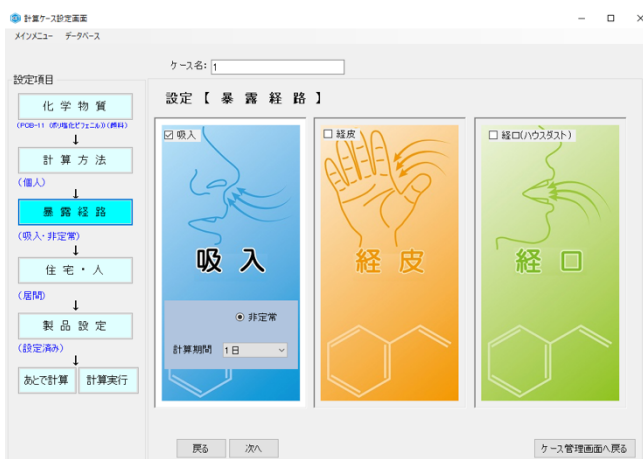 計算ケース設定画面
メインメニュー データベース
ケース名: 1
設定項目
化学物質
(PCB-11 (ポリ塩化ビフェニル))(顔料)
↓
計算方法
(個人)
↓
暴露経路
(吸入・非定常)
↓
住宅・人
(居間)
↓
製品設定
(設定済み)
↓
あとで計算 計算実行
設定【暴露経路】
吸入
吸入
非定常
計算期間 1日
経皮
経皮
経口(ハウスダスト)
経口
戻る 次へ
ケース管理画面へ戻る